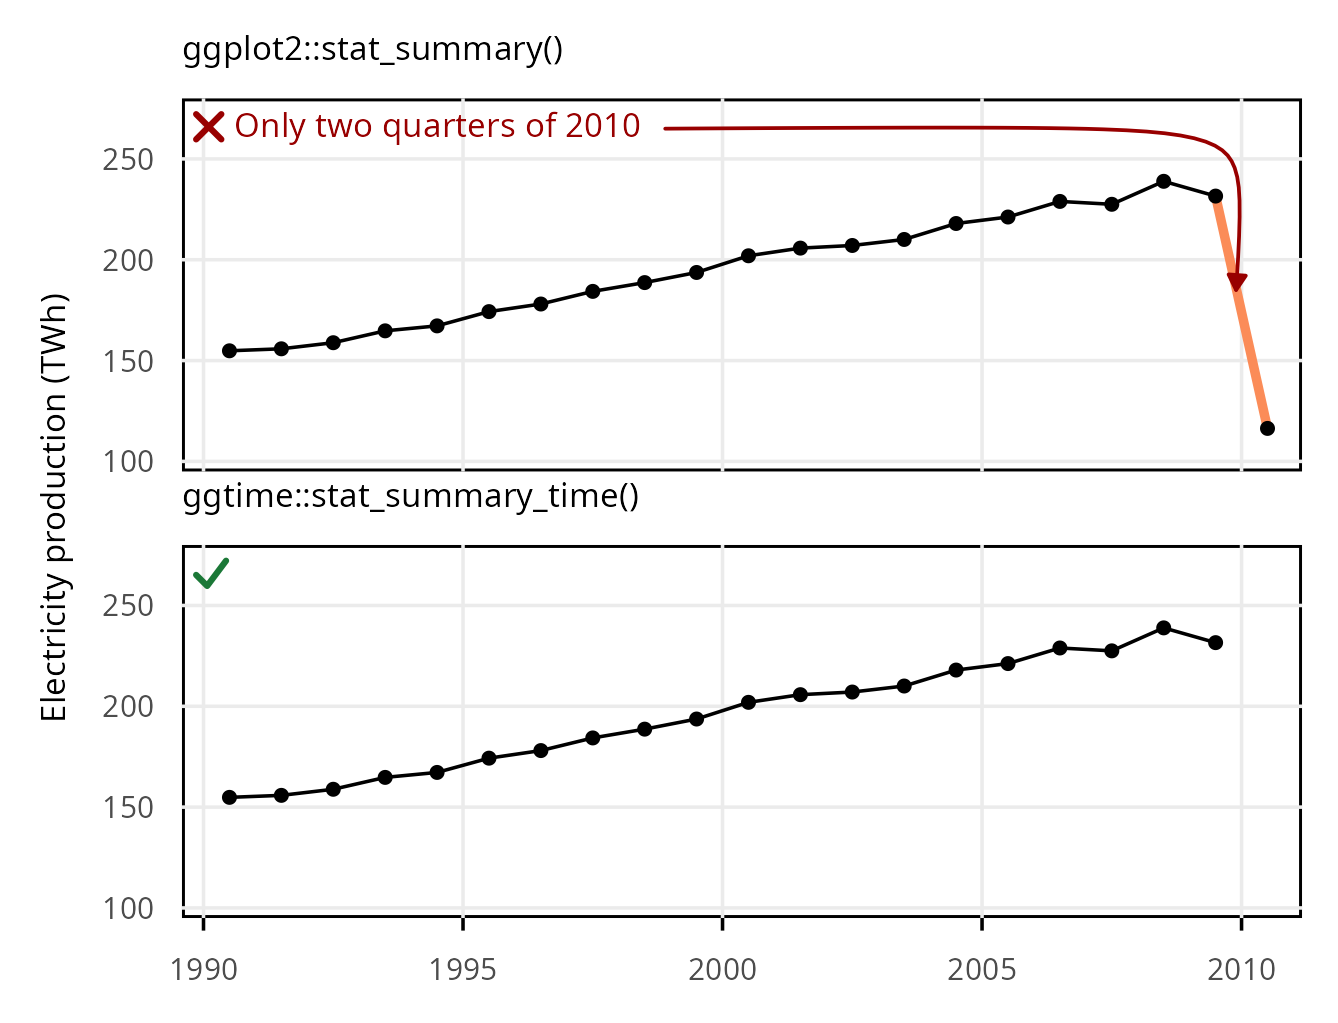 ggplot2::stat_summary()
Only two quarters of 2010
250
200
150
100
Electricity production (TWh)
ggtime::stat_summary_time()
250
200
150
100
1990 1995 2000 2005 2010